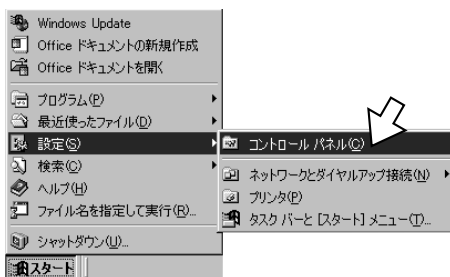 Windows Update
Office ドキュメントの新規作成
Office ドキュメントを開く
プログラム(P)
最近使ったファイル(D)
設定(S)
検索(C)
ヘルプ(H)
ファイル名を指定して実行(R)...
シャットダウン(U)...
スタート
コントロール パネル(C)
ネットワークとダイヤルアップ接続(N)
プリンタ(P)
タスク バーと [スタート] メニュー(T)...